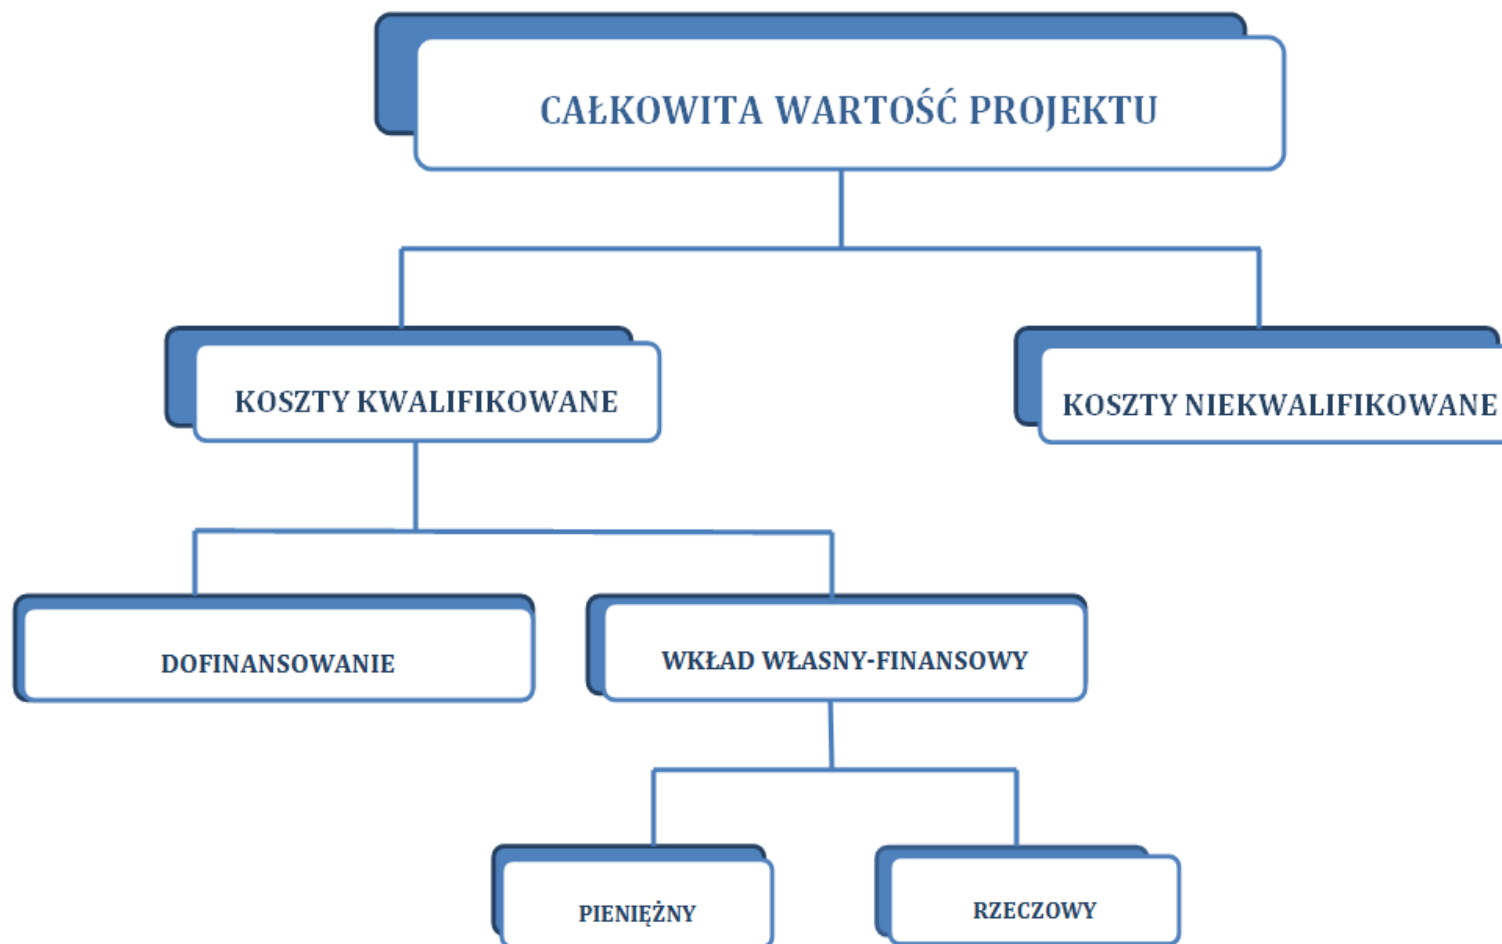 CAŁKOWITA WARTOŚĆ PROJEKTU
KOSZTY KWALIFIKOWANE
KOSZTY NIEKWALIFIKOWANE
DOFINANSOWANIE
WKŁAD WŁASNY-FINANSOWY
PIENIĘŻNY
RZECZOWY